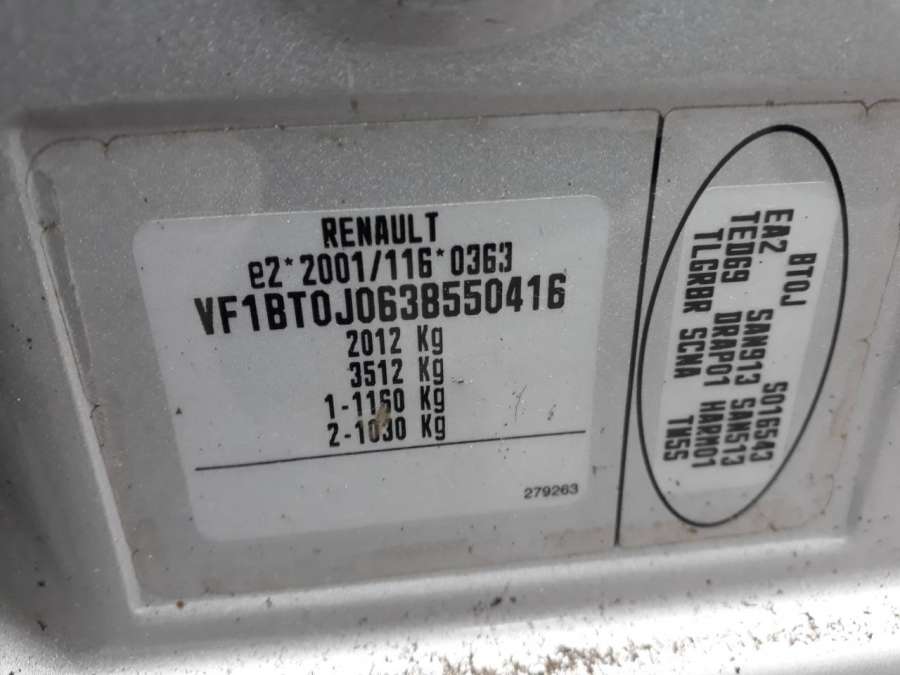 RENAULT
e2*2001/116*0363
VF1BT0J0638550416
2012 Kg
3512 Kg
1-1160 Kg
2-1030 Kg
279263
BT0J S016543
EA2 SAN913 SAN513
TED69 DRAP01 HARM01
TLGRBR SCNA TN55